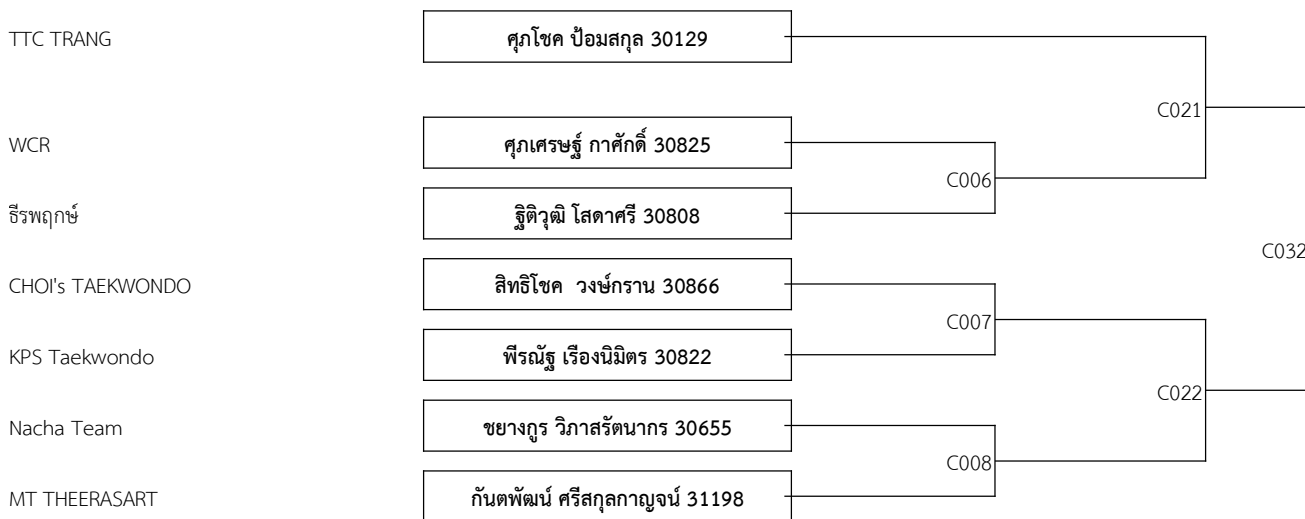 TTC TRANG ศุภโชค ป้อมสกุล 30129
C021
WCR ศุภเศรษฐ์ กาศักดิ์ 30825
C006
ธีรพฤกษ์ ฐิติวุฒิ โสดาศรี 30808
C032
CHOI's TAEKWONDO สิทธิโชค วงษ์กราน 30866
C007
KPS Taekwondo พีรณัฐ เรืองนิมิตร 30822
C022
Nacha Team ชยางกูร วิภาสรัตนากร 30655
C008
MT THEERASART กันตพัฒน์ ศรีสกุลกาญจน์ 31198